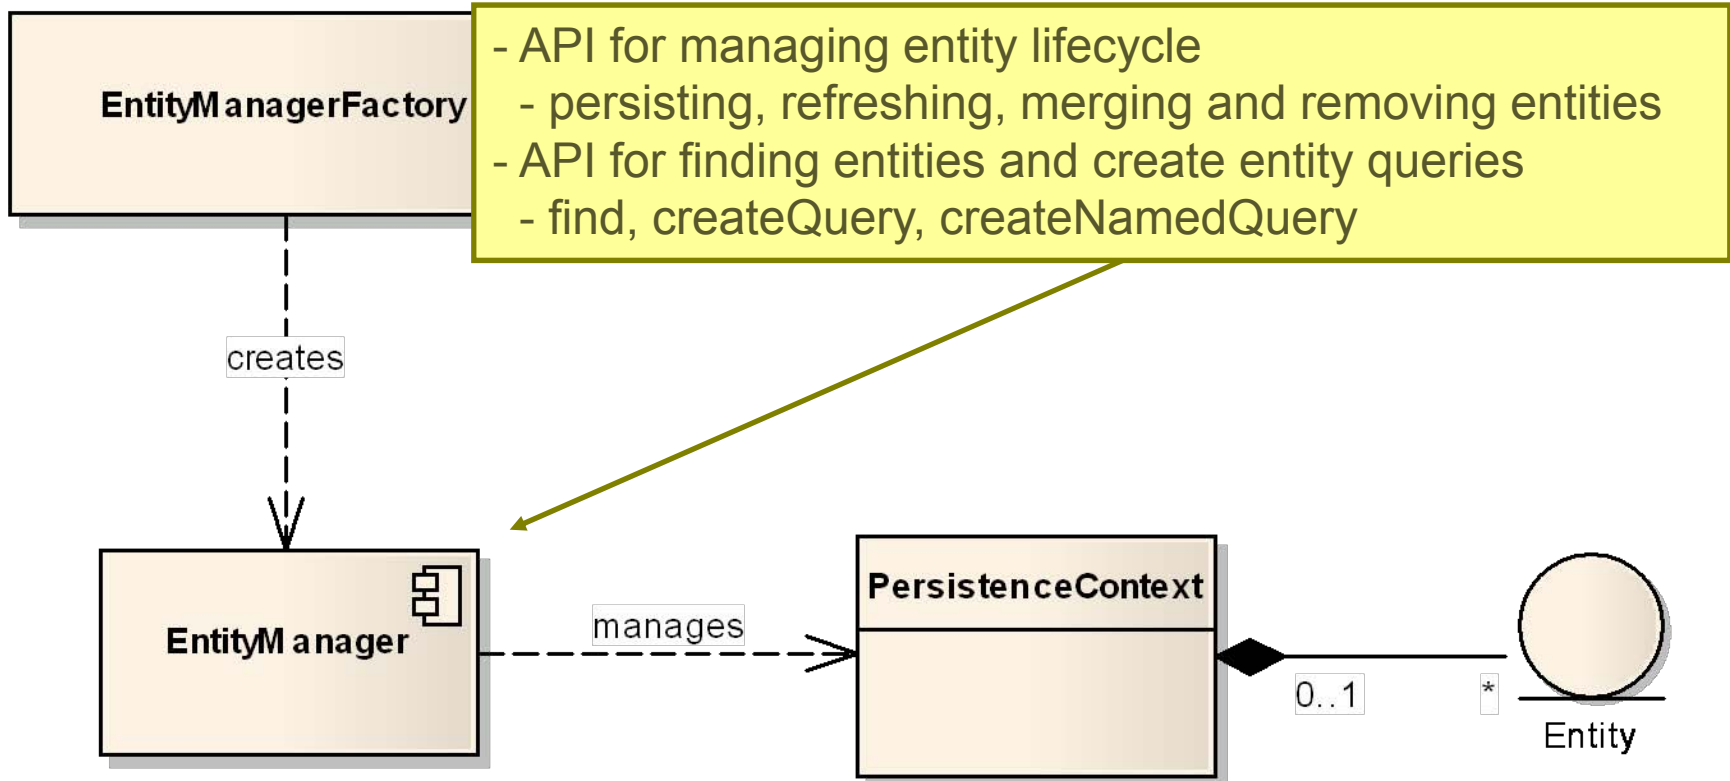 EntityManagerFactory
- API for managing entity lifecycle
- persisting, refreshing, merging and removing entities
- API for finding entities and create entity queries
- find, createQuery, createNamedQuery
creates
EntityManager
manages
PersistenceContext
0..1
*
Entity